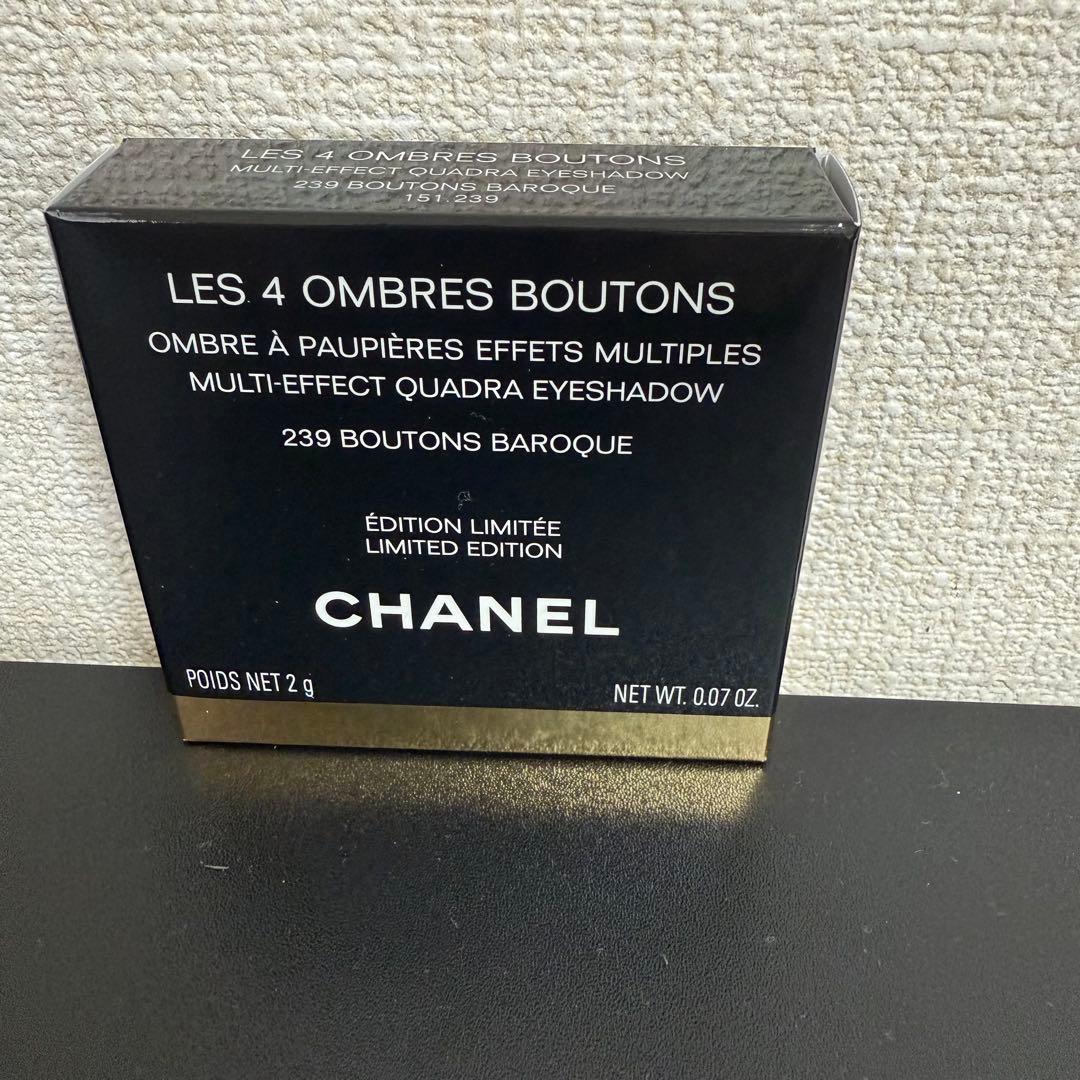 LES 4 OMBRES BOUTONS
MULTI-EFFECT QUADRA EYESHADOW
239 BOUTONS BAROQUE
151.239
LES 4 OMBRES BOUTONS
OMBRE À PAUPIÈRES EFFETS MULTIPLES
MULTI-EFFECT QUADRA EYESHADOW
239 BOUTONS BAROQUE
ÉDITION LIMITÉE
LIMITED EDITION
CHANEL
POIDS NET 2 g
NET WT. 0.07 OZ.